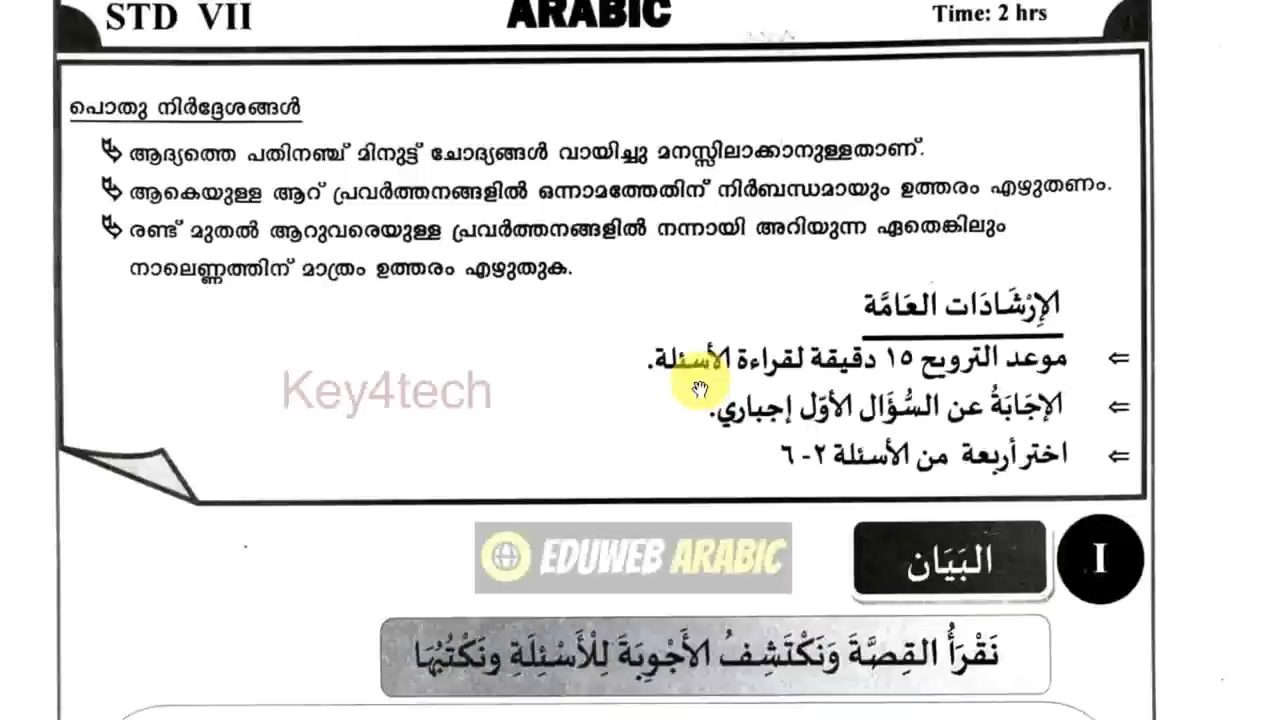 STD VII
ARABIC
Time: 2 hrs
പൊതു നിർദ്ദേശങ്ങൾ
ആദ്യത്തെ പതിനഞ്ച് മിനുട്ട് ചോദ്യങ്ങൾ വായിച്ചു മനസ്സിലാക്കാനുള്ളതാണ്.
ആകെയുള്ള ആറ് പ്രവർത്തനങ്ങളിൽ ഒന്നാമത്തേതിന് നിർബന്ധമായും ഉത്തരം എഴുതണം.
രണ്ട് മുതൽ ആറുവരെയുള്ള പ്രവർത്തനങ്ങളിൽ നന്നായി അറിയുന്ന ഏതെങ്കിലും
നാലെണ്ണത്തിന് മാത്രം ഉത്തരം എഴുതുക.
الإِرْشَادَات العَامَّة
⇐ موعد الترويح ١٥ دقيقة لقراءة الأسئلة.
⇐ الإجَابَةُ عن السُّؤَال الأوّل إجباري.
⇐ اختر أربعة من الأسئلة ٢-٦
Key4tech
EDUWEB ARABIC
I البَيَان
نَقْرَأُ القِصَّةَ وَنَكْتَشِفُ الأَجْوِبَةَ لِلْأَسْئِلَةِ ونَكْتُبُهَا